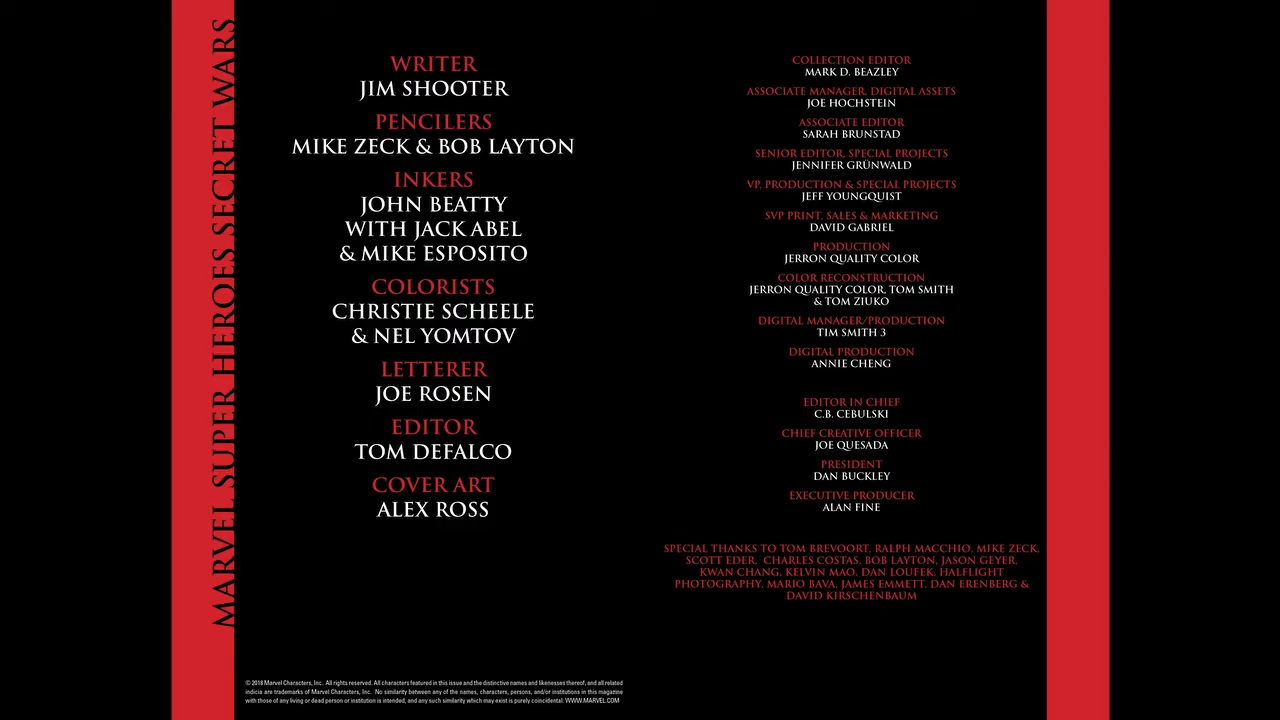 MARVEL SUPER HEROES SECRET WARS
WRITER
JIM SHOOTER
PENCILERS
MIKE ZECK & BOB LAYTON
INKERS
JOHN BEATTY
WITH JACK ABEL
& MIKE ESPOSITO
COLORISTS
CHRISTIE SCHEELE
& NEL YOMTOV
LETTERER
JOE ROSEN
EDITOR
TOM DEFALCO
COVER ART
ALEX ROSS
© 2018 Marvel Characters, Inc. All rights reserved. All characters featured in this issue and the distinctive names and likenesses thereof, and all related
indicia are trademarks of Marvel Characters, Inc. No similarity between any of the names, characters, persons, and/or institutions in this magazine
with those of any living or dead person or institution is intended, and any such similarity which may exist is purely coincidental. WWW.MARVEL.COM
COLLECTION EDITOR
MARK D. BEAZLEY
ASSOCIATE MANAGER, DIGITAL ASSETS
JOE HOCHSTEIN
ASSOCIATE EDITOR
SARAH BRUNSTAD
SENIOR EDITOR, SPECIAL PROJECTS
JENNIFER GRÜNWALD
VP, PRODUCTION & SPECIAL PROJECTS
JEFF YOUNGQUIST
SVP PRINT, SALES & MARKETING
DAVID GABRIEL
PRODUCTION
JERRON QUALITY COLOR
COLOR RECONSTRUCTION
JERRON QUALITY COLOR, TOM SMITH
& TOM ZIUKO
DIGITAL MANAGER/PRODUCTION
TIM SMITH 3
DIGITAL PRODUCTION
ANNIE CHENG
EDITOR IN CHIEF
C.B. CEBULSKI
CHIEF CREATIVE OFFICER
JOE QUESADA
PRESIDENT
DAN BUCKLEY
EXECUTIVE PRODUCER
ALAN FINE
SPECIAL THANKS TO TOM BREVOORT, RALPH MACCHIO, MIKE ZECK,
SCOTT EDER, CHARLES COSTAS, BOB LAYTON, JASON GEYER,
KWAN CHANG, KELVIN MAO, DAN LOUFEK, HALFLIGHT
PHOTOGRAPHY, MARIO BAVA, JAMES EMMETT, DAN ERENBERG &
DAVID KIRSCHENBAUM